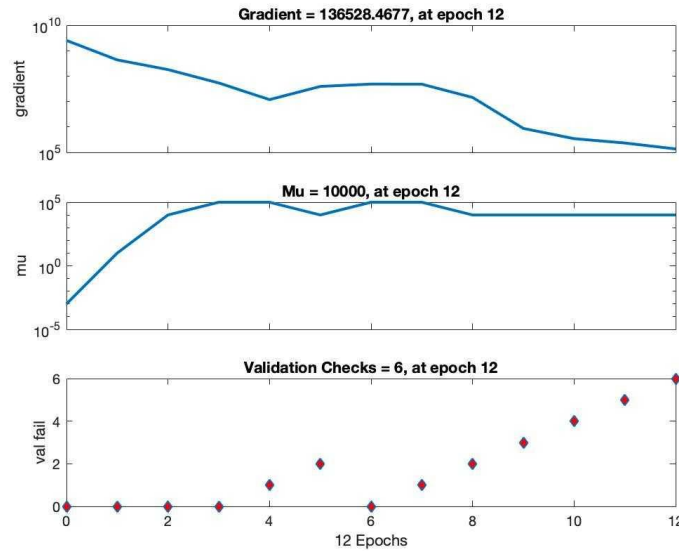 Gradient = 136528.4677, at epoch 12
10^10
gradient
10^5
Mu = 10000, at epoch 12
10^5
mu
10^0
10^-5
Validation Checks = 6, at epoch 12
6
4
val fail
2
0
0 2 4 6 8 10 12
12 Epochs